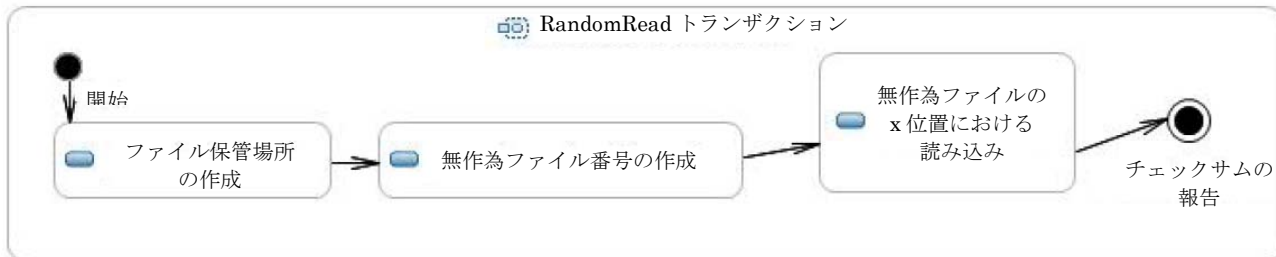 RandomRead トランザクション
開始
ファイル保管場所
の作成
無作為ファイル番号の作成
無作為ファイルの
x 位置における
読み込み
チェックサムの
報告